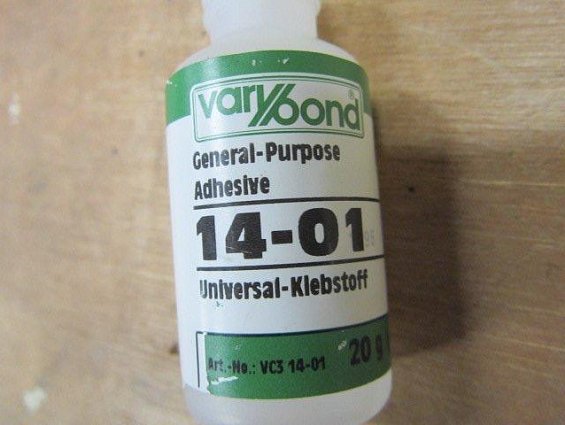 varybond®
General-Purpose
Adhesive
14-01
Universal-Klebstoff
Art.-No.: VC3 14-01
20 g